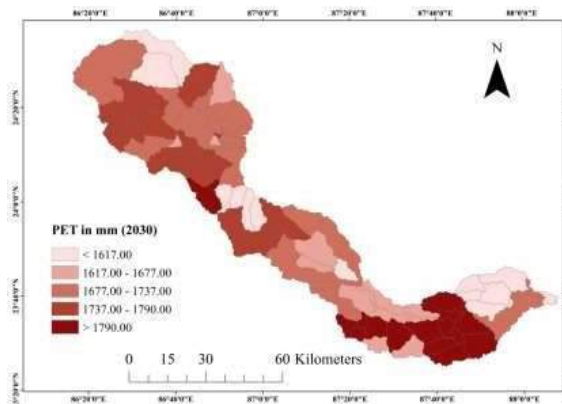 86°20'0"E 86°40'0"E 87°0'0"E 87°20'0"E 87°40'0"E 88°0'0"E
N
PET in mm (2030)
< 1617.00
1617.00 - 1677.00
1677.00 - 1737.00
1737.00 - 1790.00
> 1790.00
0 15 30 60 Kilometers
86°20'0"E 86°40'0"E 87°0'0"E 87°20'0"E 87°40'0"E 88°0'0"E